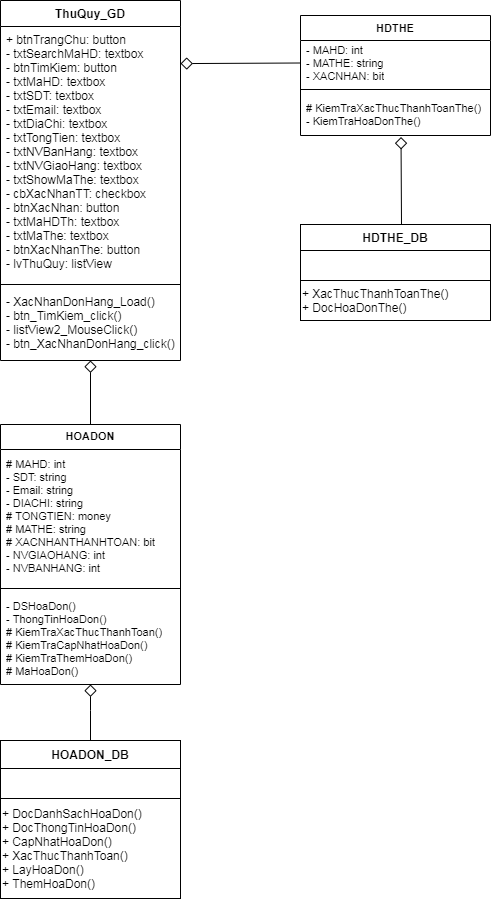 ThuQuy_GD
+ btnTrangChu: button
- txtSearchMaHD: textbox
- btnTimKiem: button
- txtMaHD: textbox
- txtSDT: textbox
- txtEmail: textbox
- txtDiaChi: textbox
- txtTongTien: textbox
- txtNVBanHang: textbox
- txtNVGiaoHang: textbox
- txtShowMaThe: textbox
- cbXacNhanTT: checkbox
- btnXacNhan: button
- txtMaHDTh: textbox
- txtMaThe: textbox
- btnXacNhanThe: button
- lvThuQuy: listView
- XacNhanDonHang_Load()
- btn_TimKiem_click()
- listView2_MouseClick()
- btn_XacNhanDonHang_click()
HDTHE
- MAHD: int
- MATHE: string
- XACNHAN: bit
# KiemTraXacThucThanhToanThe()
- KiemTraHoaDonThe()
HDTHE_DB
+ XacThucThanhToanThe()
+ DocHoaDonThe()
HOADON
# MAHD: int
- SDT: string
- Email: string
- DIACHI: string
# TONGTIEN: money
# MATHE: string
# XACNHANTHANHTOAN: bit
- NVGIAOHANG: int
- NVBANHANG: int
- DSHoaDon()
- ThongTinHoaDon()
# KiemTraXacThucThanhToan()
# KiemTraCapNhatHoaDon()
# KiemTraThemHoaDon()
# MaHoaDon()
HOADON_DB
+ DocDanhSachHoaDon()
+ DocThongTinHoaDon()
+ CapNhatHoaDon()
+ XacThucThanhToan()
+ LayHoaDon()
+ ThemHoaDon()